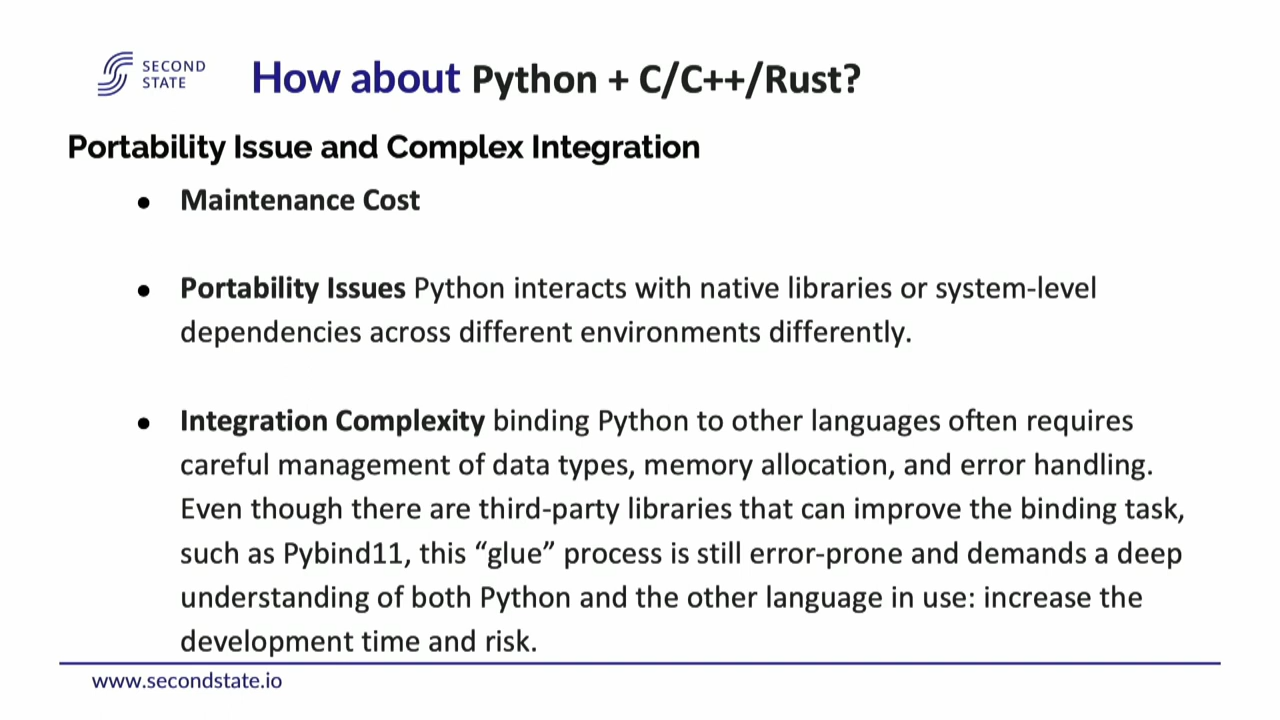 SECOND
STATE
How about Python + C/C++/Rust?
Portability Issue and Complex Integration
● Maintenance Cost
● Portability Issues Python interacts with native libraries or system-level
dependencies across different environments differently.
● Integration Complexity binding Python to other languages often requires
careful management of data types, memory allocation, and error handling.
Even though there are third-party libraries that can improve the binding task,
such as Pybind11, this “glue” process is still error-prone and demands a deep
understanding of both Python and the other language in use: increase the
development time and risk.
www.secondstate.io